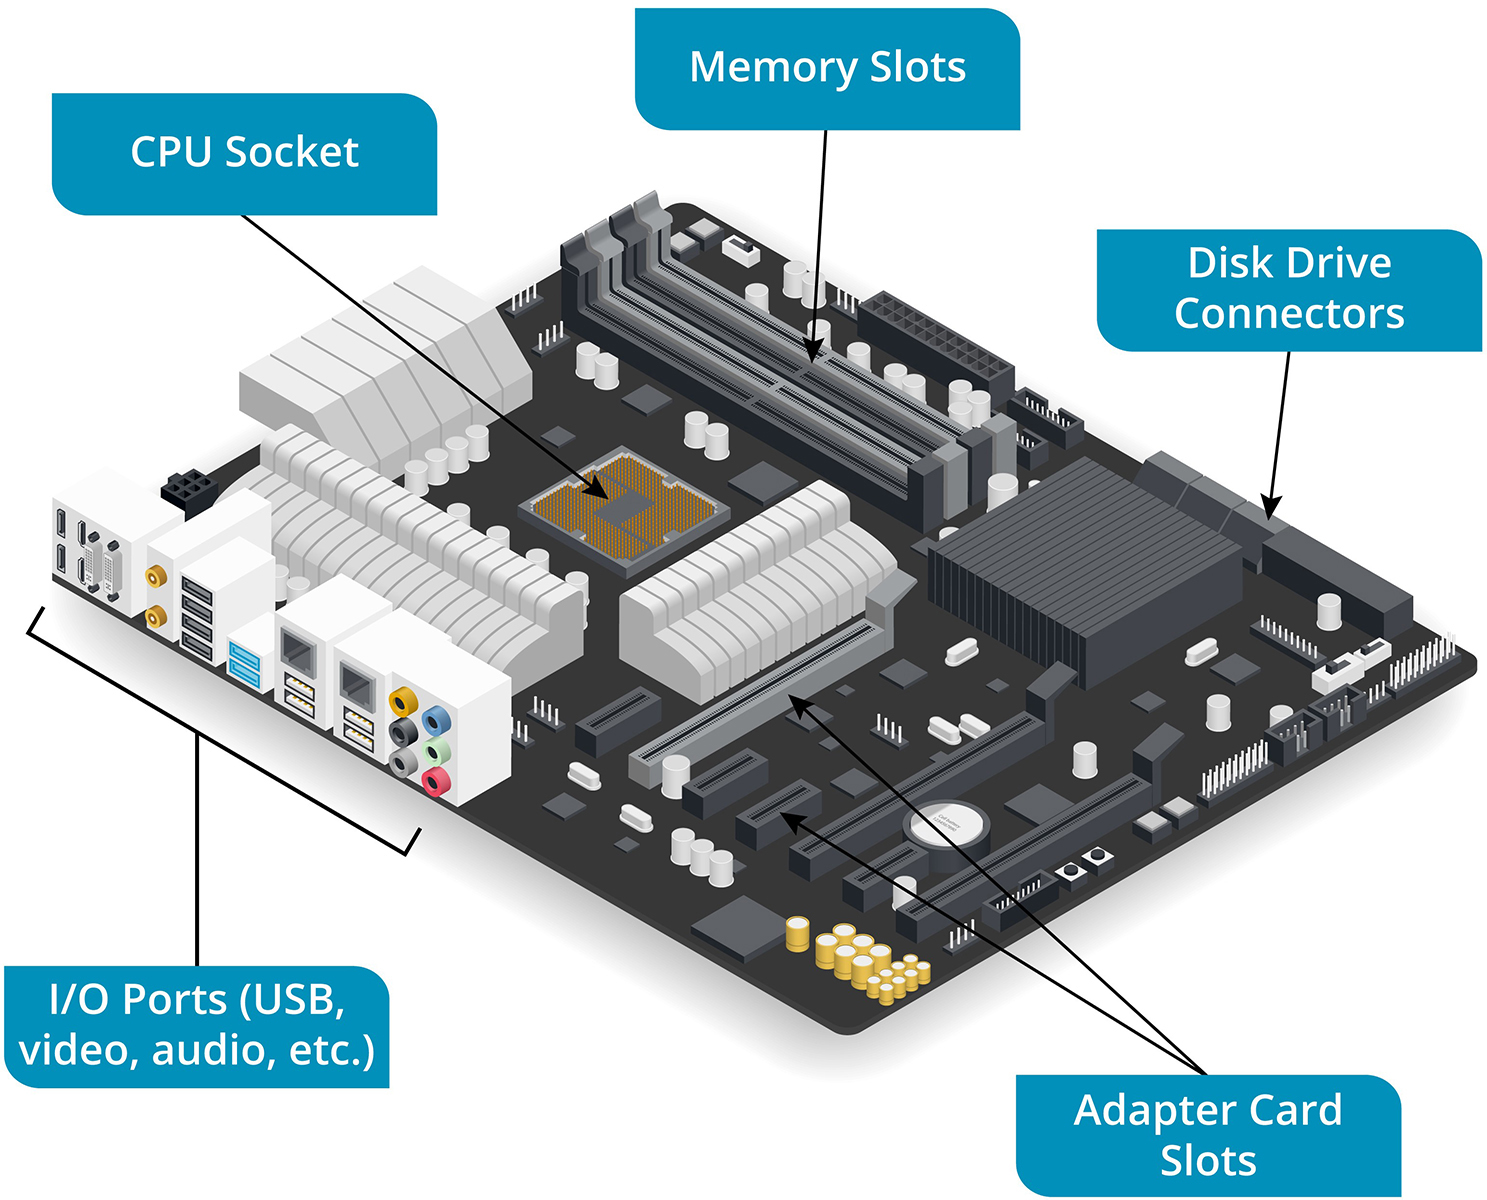 Memory Slots
CPU Socket
Disk Drive
Connectors
I/O Ports (USB,
video, audio, etc.)
Adapter Card
Slots